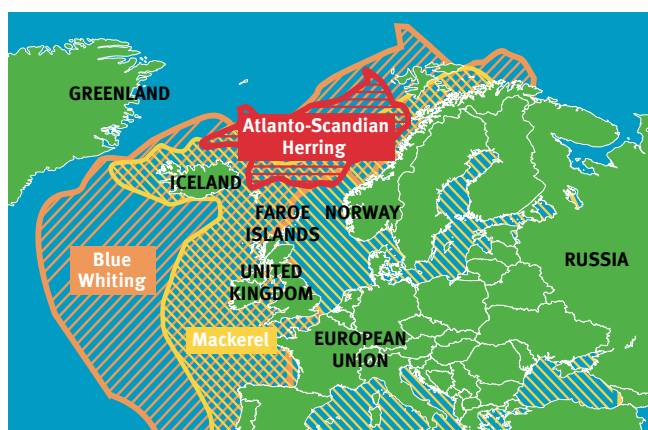 GREENLAND
Atlanto-Scandian
Herring
ICELAND
FAROE
ISLANDS
NORWAY
Blue
Whiting
UNITED
KINGDOM
RUSSIA
Mackerel
EUROPEAN
UNION